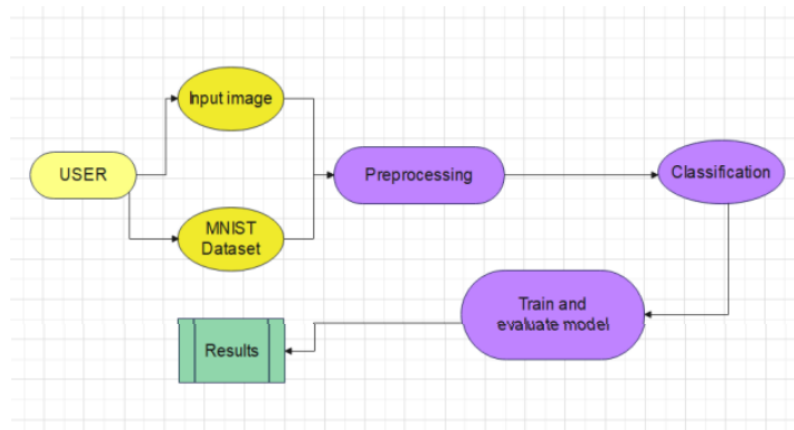 Input image
USER
Preprocessing
Classification
MNIST
Dataset
Train and
evaluate model
Results